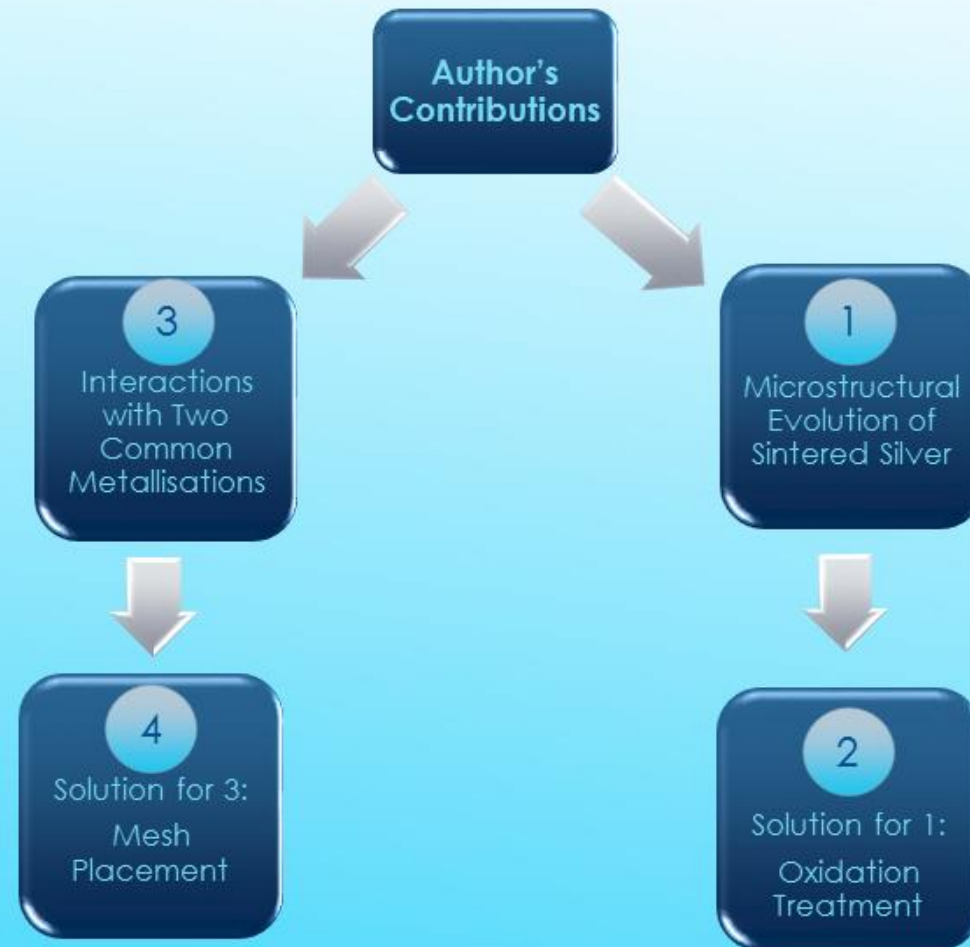 Author's
Contributions
3
Interactions
with Two
Common
Metallisations
1
Microstructural
Evolution of
Sintered Silver
4
Solution for 3:
Mesh
Placement
2
Solution for 1:
Oxidation
Treatment